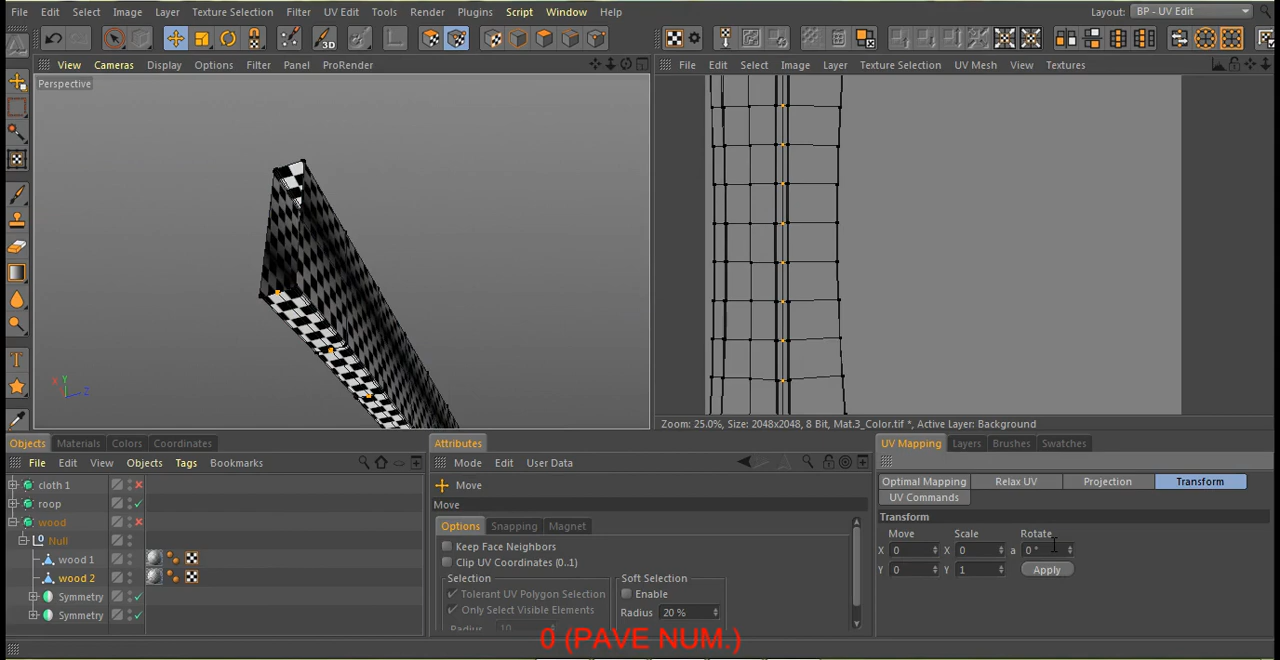 File Edit Select Tools Mode Image Layer Texture Selection Filter UV Edit Tools Render Plugins Script Window Help Layout: BP - UV Edit
View Cameras Display Options Filter Panel ProRender
File Edit Select Image Layer Texture Selection UV Mesh View Textures
Perspective
X Y Z
Zoom: 25.0%, Size: 2048x2048, 8 Bit, Mat.3_Color.tif *, Active Layer: Background
Objects Materials Colors Coordinates
File Edit View Objects Tags Bookmarks
cloth 1
roop
wood
Null
wood 1
wood 2
Symmetry
Symmetry
Attributes
Mode Edit User Data
Move
Move
Options Snapping Magnet
Keep Face Neighbors
Clip UV Coordinates (0..1)
Selection Soft Selection
Tolerant UV Polygon Selection Enable
Only Select Visible Elements Radius 20 %
Radius 10
UV Mapping Layers Brushes Swatches
Optimal Mapping Relax UV Projection Transform
UV Commands
Transform
Move Scale Rotate
X 0 X 0 a 0 °
Y 0 Y 1 Apply
0 (PAVE NUM.)